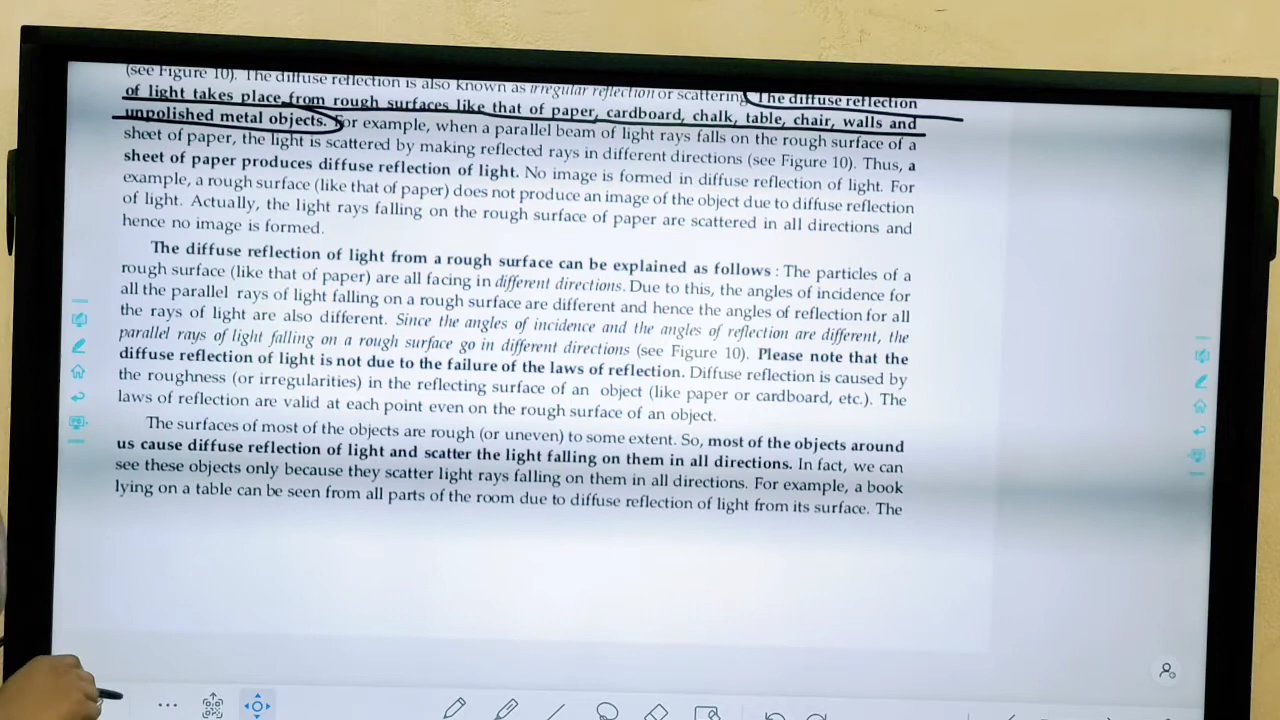 (see Figure 10). The diffuse reflection is also known as irregular reflection or scattering. The diffuse reflection
of light takes place from rough surfaces like that of paper, cardboard, chalk, table, chair, walls and
unpolished metal objects. For example, when a parallel beam of light rays falls on the rough surface of a
sheet of paper, the light is scattered by making reflected rays in different directions (see Figure 10). Thus, a
sheet of paper produces diffuse reflection of light. No image is formed in diffuse reflection of light. For
example, a rough surface (like that of paper) does not produce an image of the object due to diffuse reflection
of light. Actually, the light rays falling on the rough surface of paper are scattered in all directions and
hence no image is formed.
The diffuse reflection of light from a rough surface can be explained as follows : The particles of a
rough surface (like that of paper) are all facing in different directions. Due to this, the angles of incidence for
all the parallel rays of light falling on a rough surface are different and hence the angles of reflection for all
the rays of light are also different. Since the angles of incidence and the angles of reflection are different, the
parallel rays of light falling on a rough surface go in different directions (see Figure 10). Please note that the
diffuse reflection of light is not due to the failure of the laws of reflection. Diffuse reflection is caused by
the roughness (or irregularities) in the reflecting surface of an object (like paper or cardboard, etc.). The
laws of reflection are valid at each point even on the rough surface of an object.
The surfaces of most of the objects are rough (or uneven) to some extent. So, most of the objects around
us cause diffuse reflection of light and scatter the light falling on them in all directions. In fact, we can
see these objects only because they scatter light rays falling on them in all directions. For example, a book
lying on a table can be seen from all parts of the room due to diffuse reflection of light from its surface. The